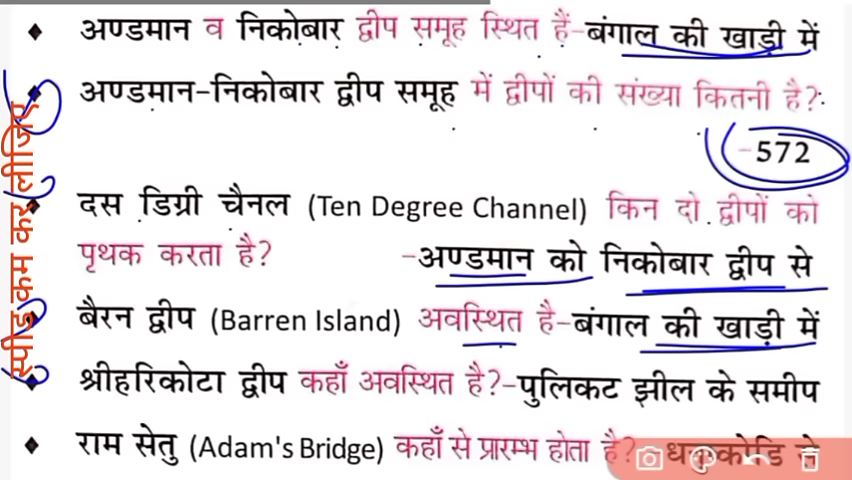 अण्डमान व निकोबार द्वीप समूह स्थित हैं-बंगाल की खाड़ी में
अण्डमान-निकोबार द्वीप समूह में द्वीपों की संख्या कितनी है?
-572
दस डिग्री चैनल (Ten Degree Channel) किन दो द्वीपों को
पृथक करता है? -अण्डमान को निकोबार द्वीप से
बैरन द्वीप (Barren Island) अवस्थित है-बंगाल की खाड़ी में
श्रीहरिकोटा द्वीप कहाँ अवस्थित है?-पुलिकट झील के समीप
राम सेतु (Adam's Bridge) कहाँ से प्रारम्भ होता है? -धनुष्कोडि से
स्पीड कम कर लीजिए